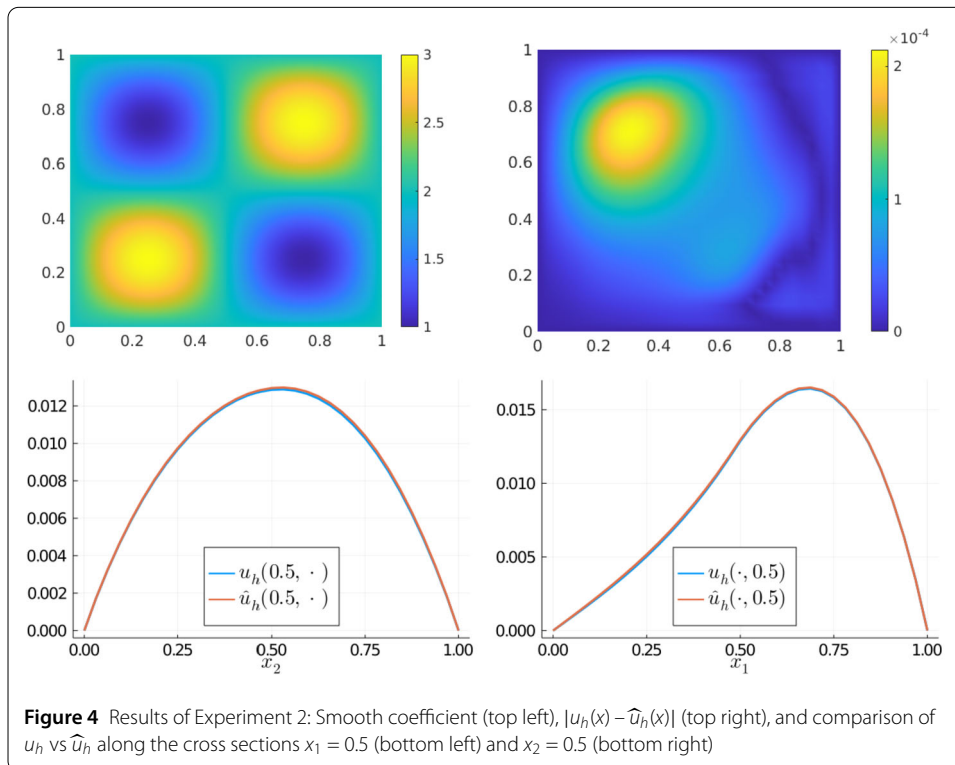 1
0.8
0.6
0.4
0.2
0
0 0.2 0.4 0.6 0.8 1
3
2.5
2
1.5
1
1
0.8
0.6
0.4
0.2
0
0 0.2 0.4 0.6 0.8 1
×10⁻⁴
2
1
0
0.012
0.010
0.008
0.006
0.004
0.002
0.000
0.00 0.25 0.50 0.75 1.00
x₂
u_h(0.5, ·)
û_h(0.5, ·)
0.015
0.010
0.005
0.000
0.00 0.25 0.50 0.75 1.00
x₁
u_h(·, 0.5)
û_h(·, 0.5)
Figure 4 Results of Experiment 2: Smooth coefficient (top left), |u_h(x) – û_h(x)| (top right), and comparison of
u_h vs û_h along the cross sections x₁ = 0.5 (bottom left) and x₂ = 0.5 (bottom right)